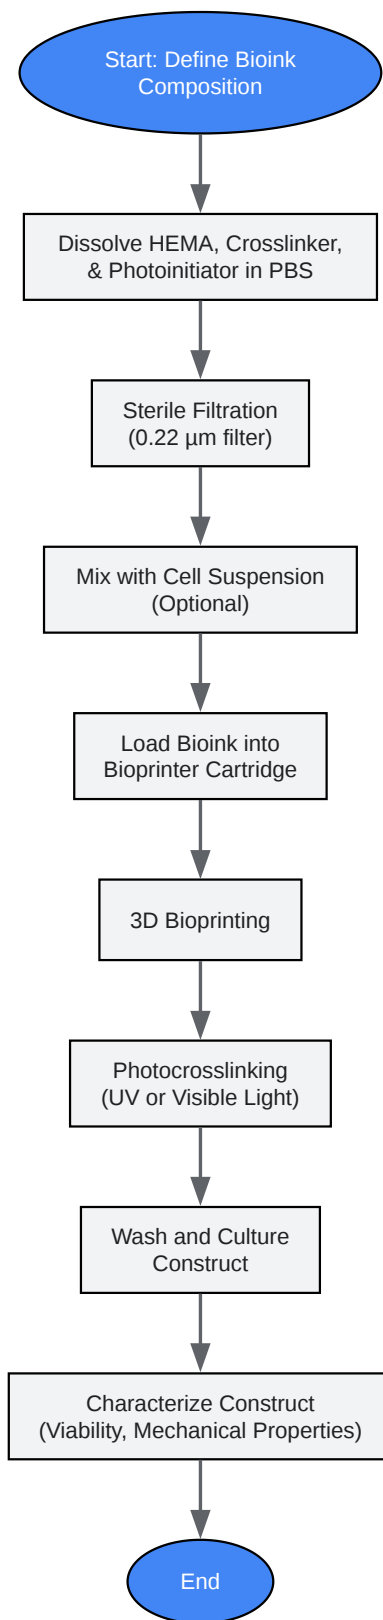 Start: Define Bioink
Composition
Dissolve HEMA, Crosslinker,
& Photoinitiator in PBS
Sterile Filtration
(0.22 µm filter)
Mix with Cell Suspension
(Optional)
Load Bioink into
Bioprinter Cartridge
3D Bioprinting
Photocrosslinking
(UV or Visible Light)
Wash and Culture
Construct
Characterize Construct
(Viability, Mechanical Properties)
End